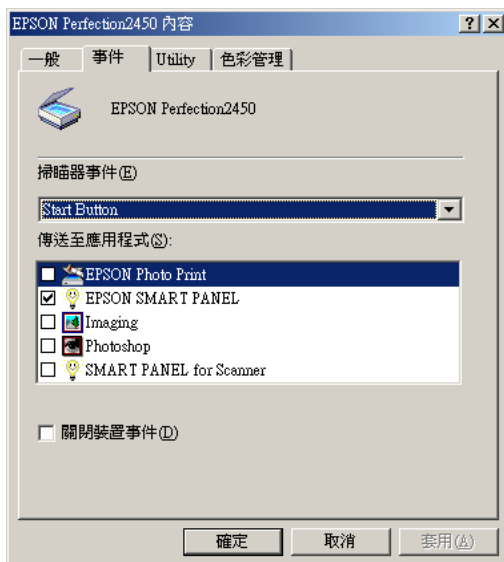 EPSON Perfection2450 內容
一般 事件 Utility 色彩管理
EPSON Perfection2450
掃瞄器事件(E)
Start Button
傳送至應用程式(S):
EPSON Photo Print
EPSON SMART PANEL
Imaging
Photoshop
SMART PANEL for Scanner
關閉裝置事件(D)
確定 取消 套用(A)